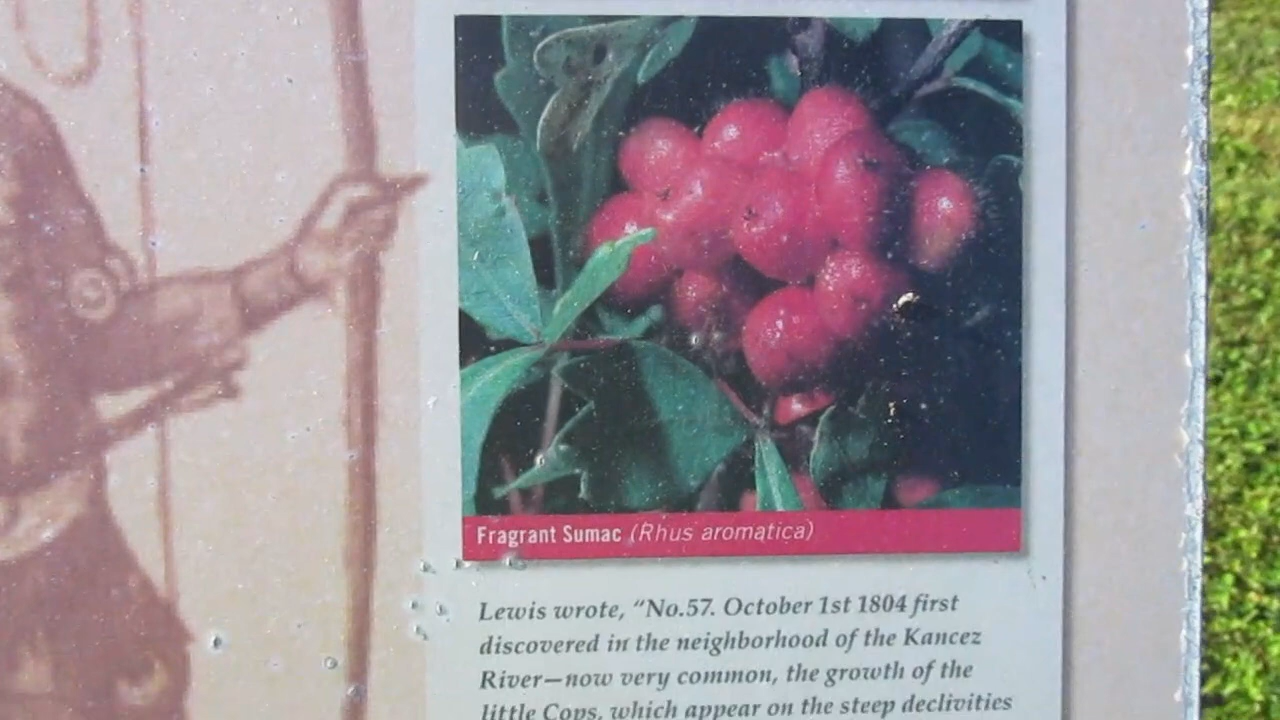 Fragrant Sumac (Rhus aromatica)
Lewis wrote, “No.57. October 1st 1804 first
discovered in the neighborhood of the Kancez
River—now very common, the growth of the
little Cops, which appear on the steep declivities